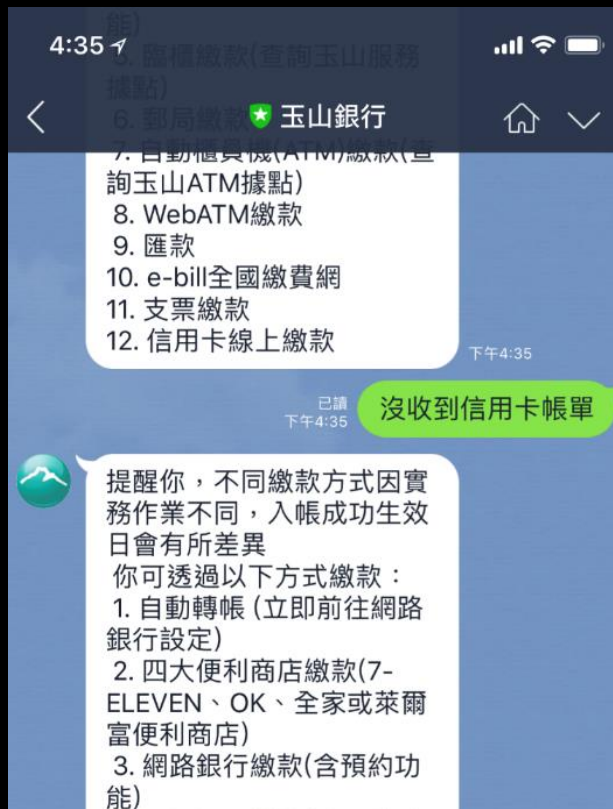 能)
4:35
5. 臨櫃繳款(查詢玉山服務
據點)
玉山銀行
6. 郵局繳款
7. 自動櫃員機(ATM)繳款(查
詢玉山ATM據點)
8. WebATM繳款
9. 匯款
10. e-bill全國繳費網
11. 支票繳款
12. 信用卡線上繳款
下午4:35
已讀
下午4:35
沒收到信用卡帳單
提醒你，不同繳款方式因實
務作業不同，入帳成功生效
日會有所差異
你可透過以下方式繳款：
1. 自動轉帳 (立即前往網路
銀行設定)
2. 四大便利商店繳款(7-
ELEVEN、OK、全家或萊爾
富便利商店)
3. 網路銀行繳款(含預約功
能)